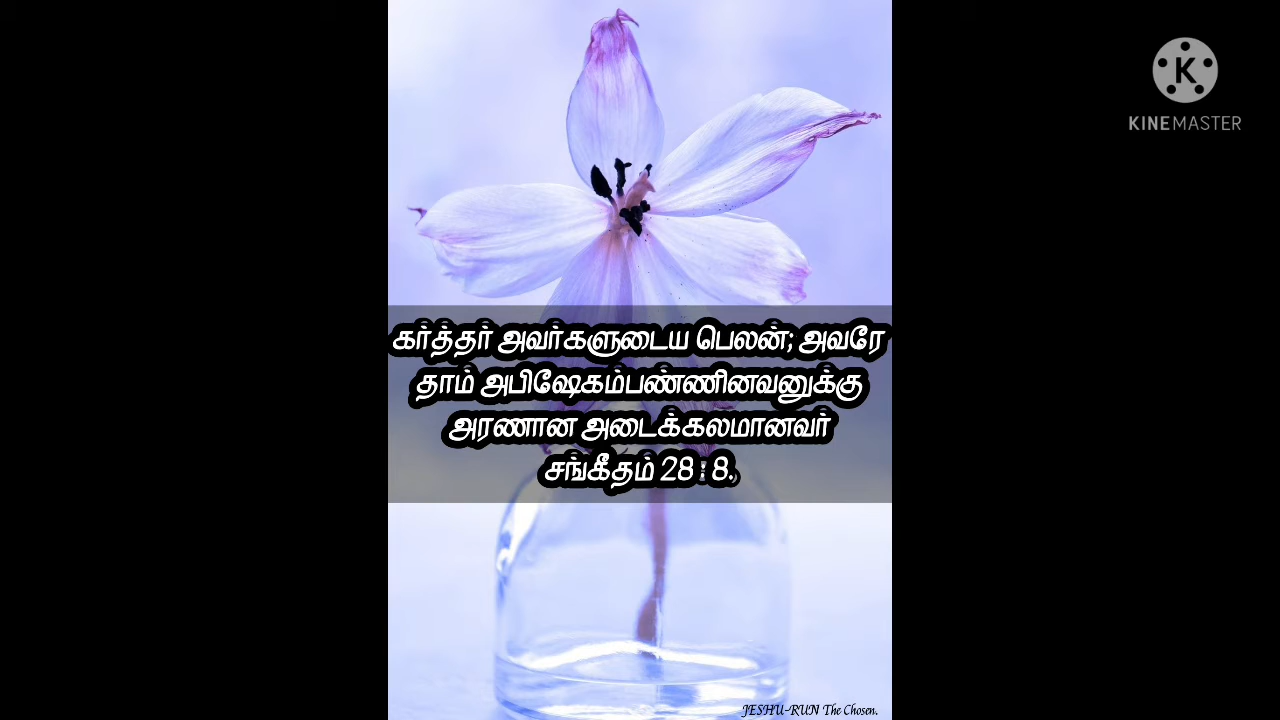 KINEMASTER
கர்த்தர் அவர்களுடைய பெலன்; அவரே
தாம் அபிஷேகம்பண்ணினவனுக்கு
அரணான அடைக்கலமானவர்
சங்கீதம் 28 : 8.
JESHU-RUN The Chosen.